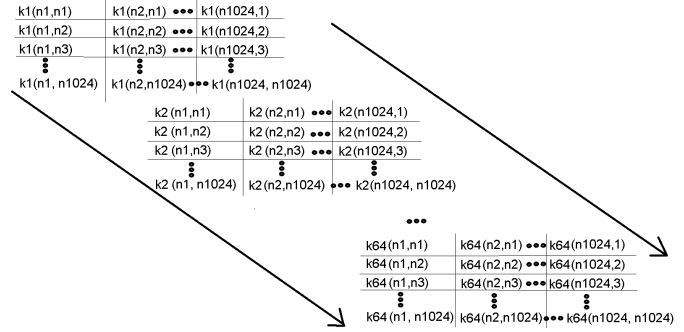 k1(n1,n1) k1(n2,n1) ••• k1(n1024,1)
k1(n1,n2) k1(n2,n2) ••• k1(n1024,2)
k1(n1,n3) k1(n2,n3) ••• k1(n1024,3)
k1(n1, n1024) k1(n2,n1024) ••• k1(n1024, n1024)
k2(n1,n1) k2(n2,n1) ••• k2(n1024,1)
k2(n1,n2) k2(n2,n2) ••• k2(n1024,2)
k2(n1,n3) k2(n2,n3) ••• k2(n1024,3)
k2(n1, n1024) k2(n2,n1024) ••• k2(n1024, n1024)
•••
k64(n1,n1) k64(n2,n1) ••• k64(n1024,1)
k64(n1,n2) k64(n2,n2) ••• k64(n1024,2)
k64(n1,n3) k64(n2,n3) ••• k64(n1024,3)
k64(n1, n1024) k64(n2,n1024) ••• k64(n1024, n1024)